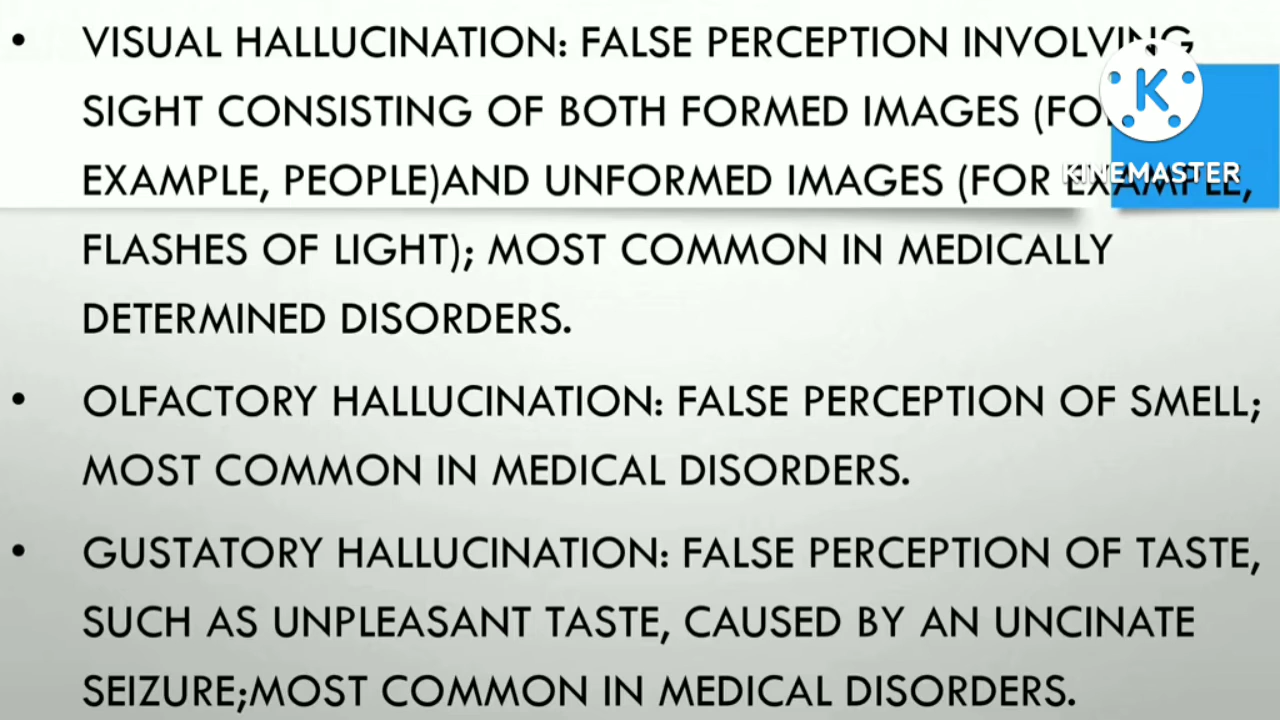 • VISUAL HALLUCINATION: FALSE PERCEPTION INVOLVING
SIGHT CONSISTING OF BOTH FORMED IMAGES (FOR
EXAMPLE, PEOPLE)AND UNFORMED IMAGES (FOR EXAMPLE,
FLASHES OF LIGHT); MOST COMMON IN MEDICALLY
DETERMINED DISORDERS.
• OLFACTORY HALLUCINATION: FALSE PERCEPTION OF SMELL;
MOST COMMON IN MEDICAL DISORDERS.
• GUSTATORY HALLUCINATION: FALSE PERCEPTION OF TASTE,
SUCH AS UNPLEASANT TASTE, CAUSED BY AN UNCINATE
SEIZURE;MOST COMMON IN MEDICAL DISORDERS.
K
KINEMASTER